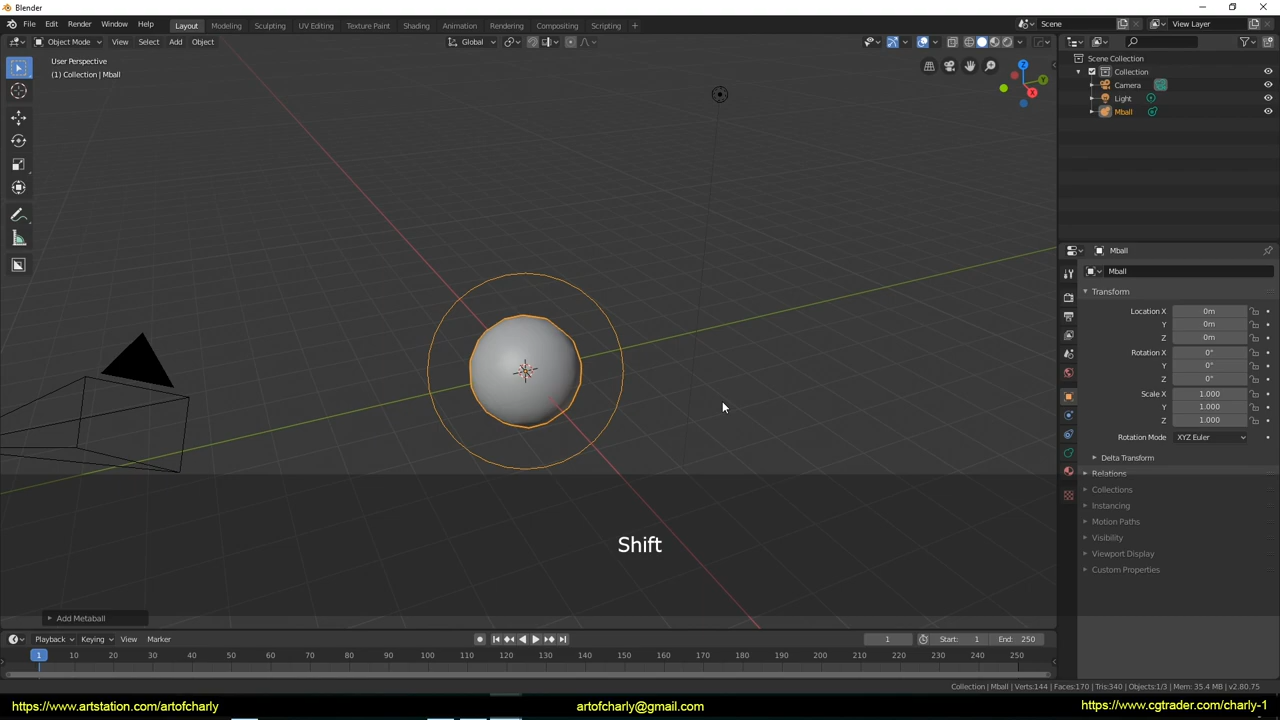 Blender
File Edit Render Window Help Layout Modeling Sculpting UV Editing Texture Paint Shading Animation Rendering Compositing Scripting + Scene View Layer
Object Mode View Select Add Object Global
User Perspective
(1) Collection | Mball
Z
Y
X
Scene Collection
Collection
Camera
Light
Mball
Mball
Mball
Transform
Location X 0m
Y 0m
Z 0m
Rotation X 0°
Y 0°
Z 0°
Scale X 1.000
Y 1.000
Z 1.000
Rotation Mode XYZ Euler
Delta Transform
Relations
Collections
Instancing
Motion Paths
Visibility
Viewport Display
Custom Properties
Shift
Add Metaball
Playback Keying View Marker 1 Start: 1 End: 250
1 10 20 30 40 50 60 70 80 90 100 110 120 130 140 150 160 170 180 190 200 210 220 230 240 250
Collection | Mball | Verts:144 | Faces:170 | Tris:340 | Objects:1/3 | Mem: 35.4 MB | v2.80.75
https://www.artstation.com/artofcharly artofcharly@gmail.com https://www.cgtrader.com/charly-1